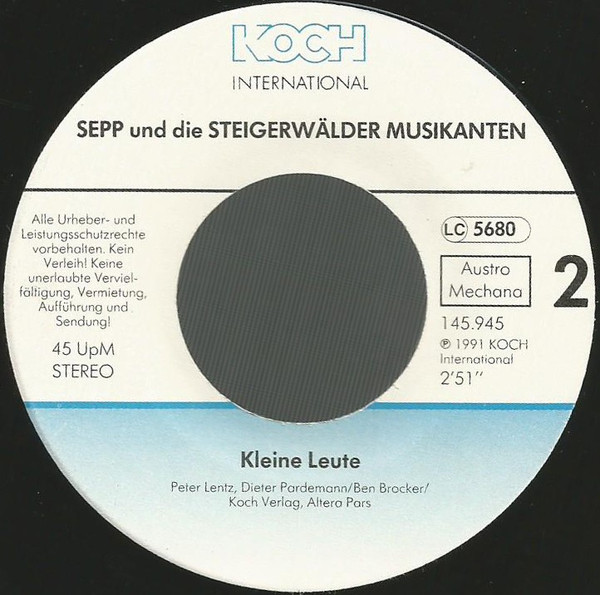 KOCH
INTERNATIONAL
SEPP und die STEIGERWÄLDER MUSIKANTEN
Alle Urheber- und
Leistungsschutzrechte
vorbehalten. Kein
Verleih! Keine
unerlaubte Verviel-
fältigung, Vermietung,
Aufführung und
Sendung!
45 UpM
STEREO
LC 5680
Austro
Mechana
2
145.945
℗ 1991 KOCH
International
2'51"
Kleine Leute
Peter Lentz, Dieter Pardemann/Ben Brocker/
Koch Verlag, Altera Pars